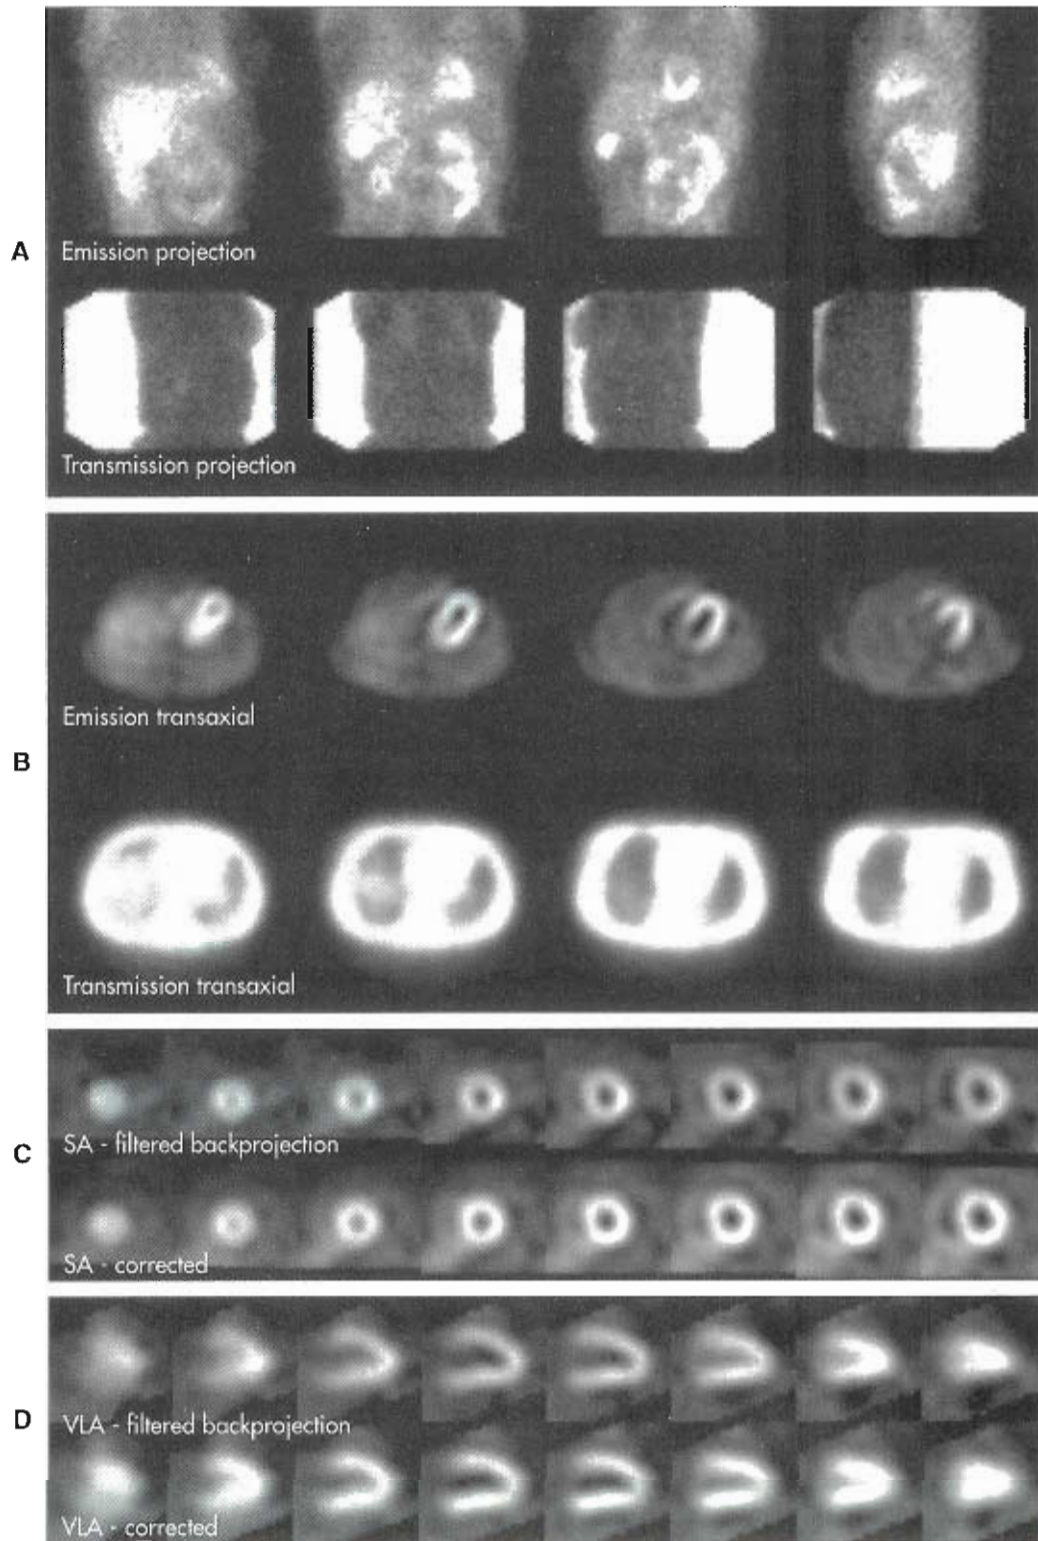 A
Emission projection
Transmission projection
B
Emission transaxial
Transmission transaxial
C
SA - filtered backprojection
SA - corrected
D
VLA - filtered backprojection
VLA - corrected